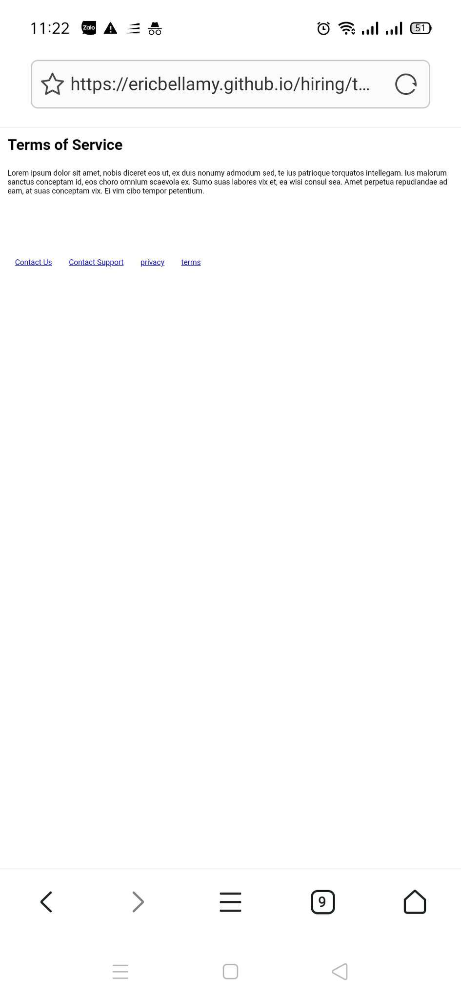 11:22 Zalo 51
https://ericbellamy.github.io/hiring/t...
Terms of Service
Lorem ipsum dolor sit amet, nobis diceret eos ut, ex duis nonumy admodum sed, te ius patrioque torquatos intellegam. Ius malorum
sanctus conceptam id, eos choro omnium scaevola ex. Sumo suas labores vix et, ea wisi consul sea. Amet perpetua repudiandae ad
eam, at suas conceptam vix. Ei vim cibo tempor petentium.
Contact Us Contact Support privacy terms
9